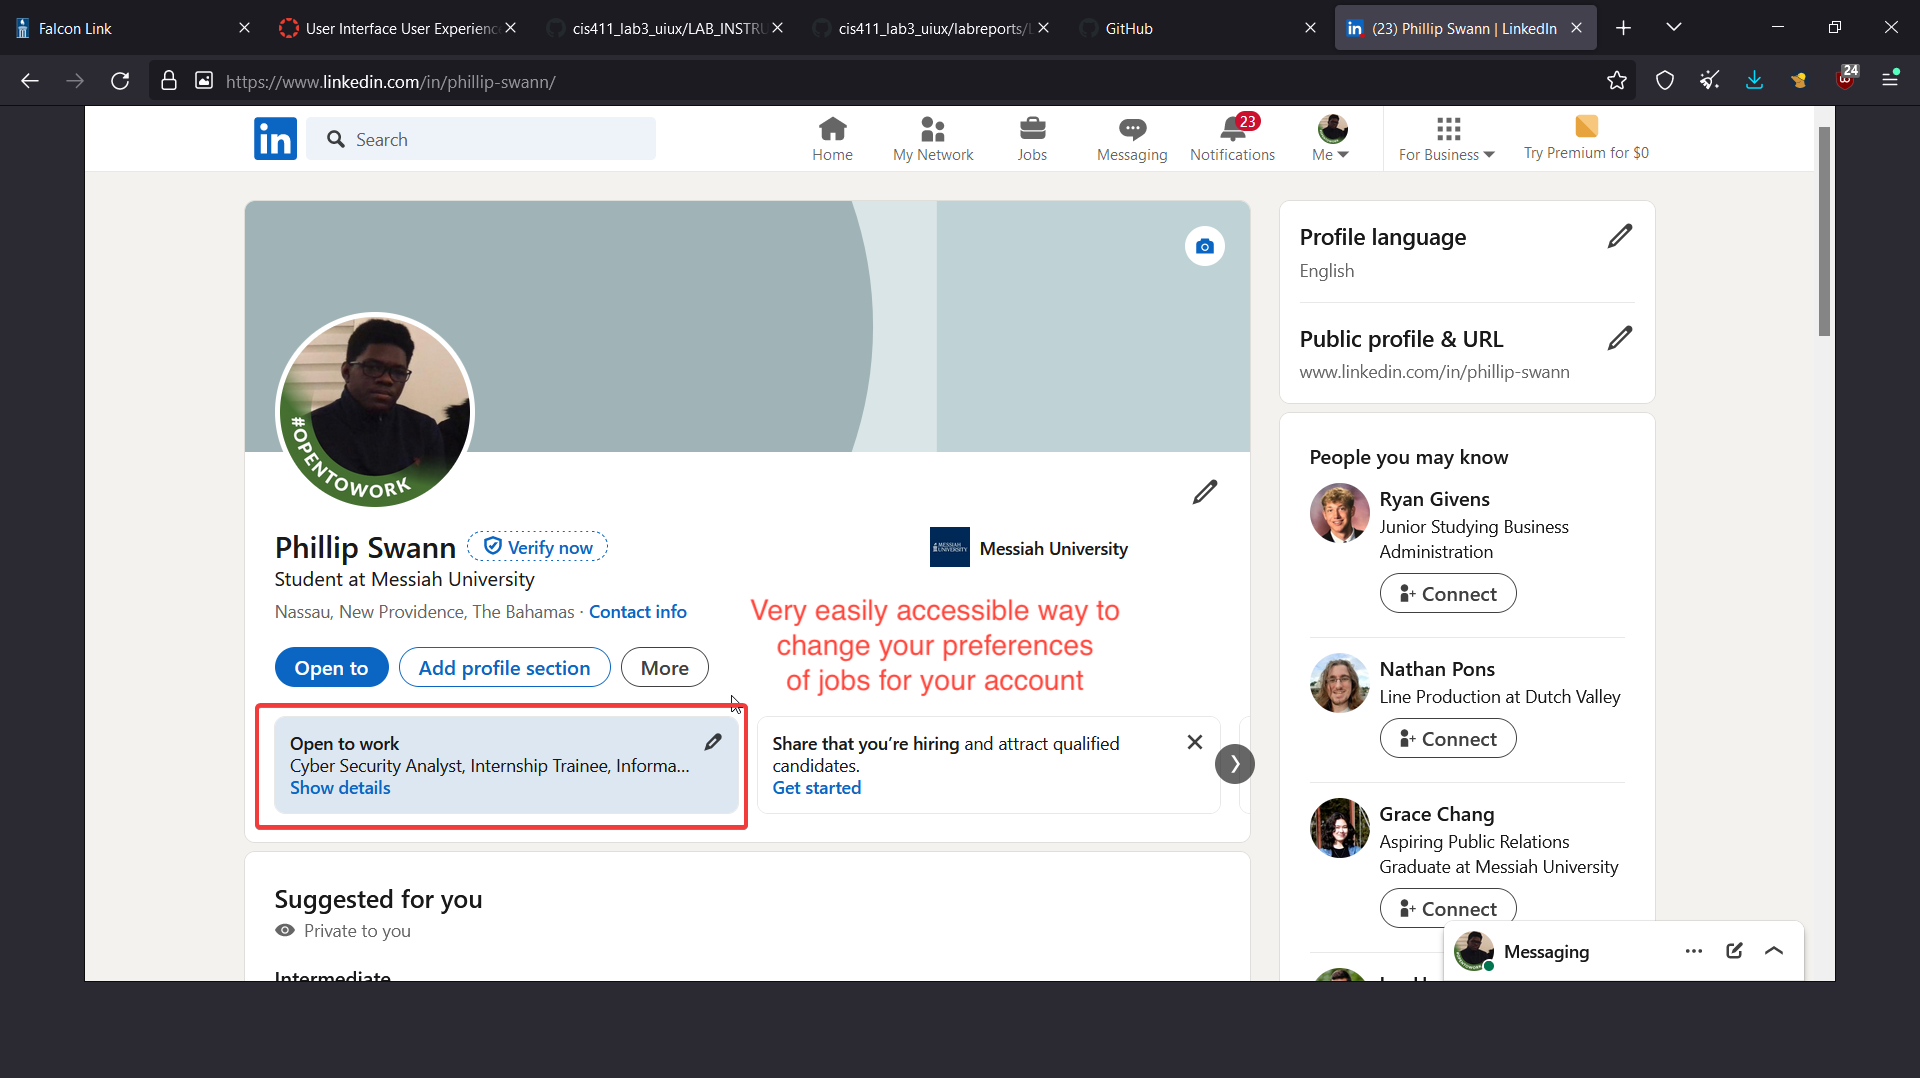 Falcon Link
User Interface User Experienc
cis411_lab3_uiux/LAB_INSTRU
cis411_lab3_uiux/labreports/L
GitHub
(23) Phillip Swann | LinkedIn
https://www.linkedin.com/in/phillip-swann/
24
in
Search
Home
My Network
Jobs
Messaging
23
Notifications
Me
For Business
Try Premium for $0
#OPENTOWORK
Phillip Swann
Verify now
Student at Messiah University
Nassau, New Providence, The Bahamas · Contact info
MESSIAH UNIVERSITY
Messiah University
Very easily accessible way to
change your preferences
of jobs for your account
Open to
Add profile section
More
Open to work
Cyber Security Analyst, Internship Trainee, Informa...
Show details
Share that you're hiring and attract qualified
candidates.
Get started
Suggested for you
Private to you
Intermediate
Profile language
English
Public profile & URL
www.linkedin.com/in/phillip-swann
People you may know
Ryan Givens
Junior Studying Business
Administration
Connect
Nathan Pons
Line Production at Dutch Valley
Connect
Grace Chang
Aspiring Public Relations
Graduate at Messiah University
Connect
Messaging